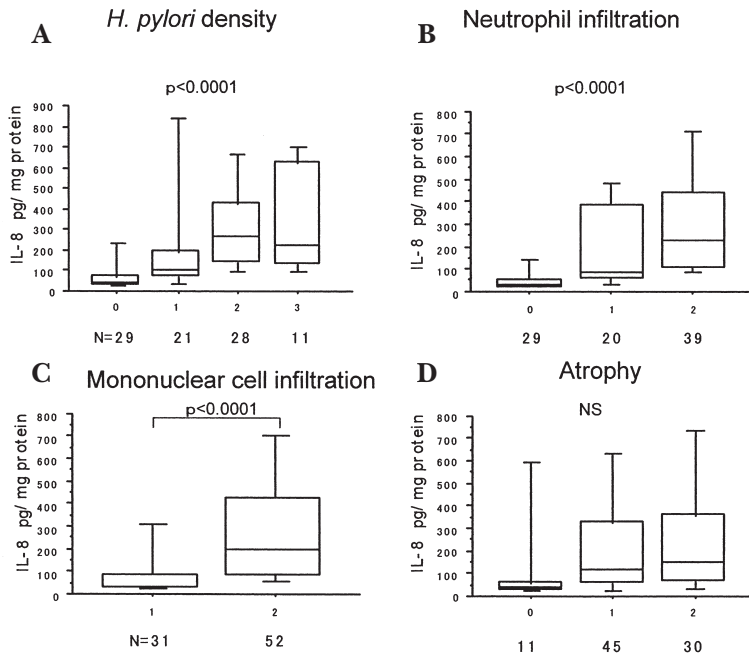 A
H. pylori density
p<0.0001
IL-8 pg/mg protein
900
800
700
600
500
400
300
200
100
0
0 1 2 3
N=29 21 28 11
B
Neutrophil infiltration
p<0.0001
IL-8 pg/mg protein
800
700
600
500
400
300
200
100
0
0 1 2
29 20 39
C
Mononuclear cell infiltration
p<0.0001
IL-8 pg/mg protein
800
700
600
500
400
300
200
100
0
1 2
N=31 52
D
Atrophy
NS
IL-8 pg/mg protein
800
700
600
500
400
300
200
100
0
0 1 2
11 45 30